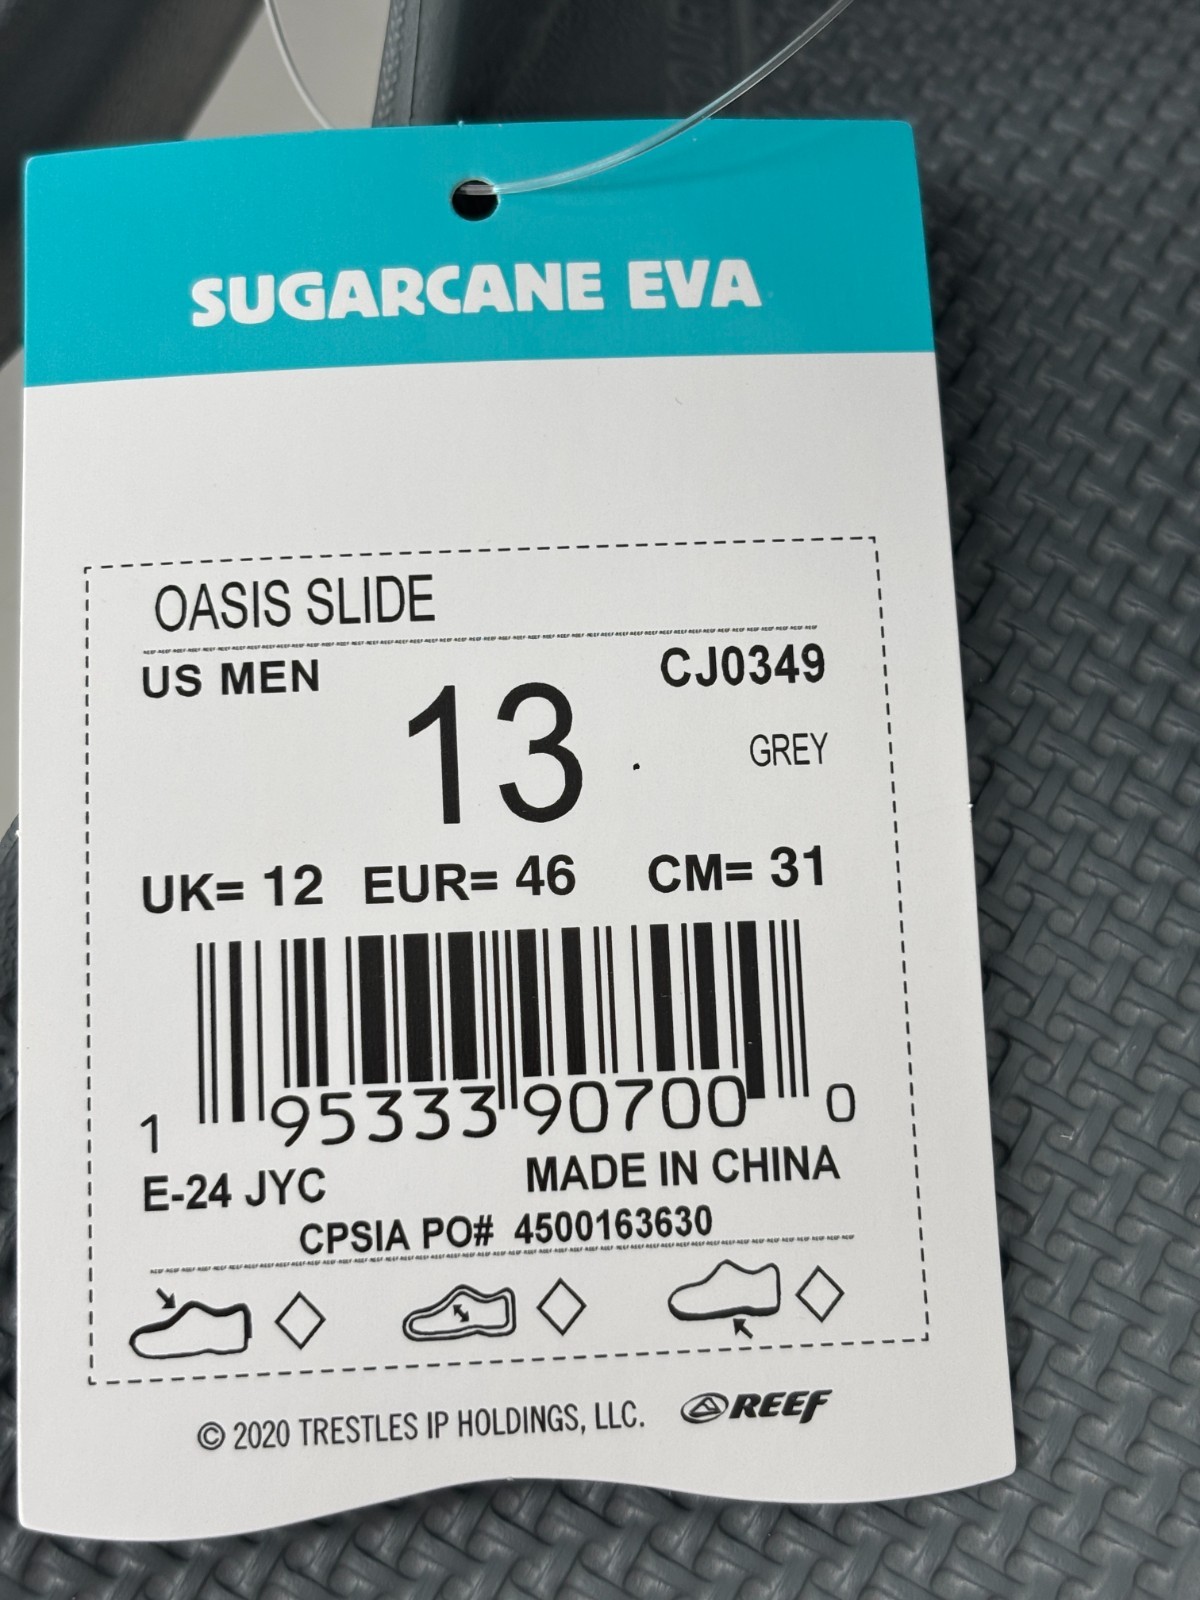 SUGARCANE EVA
OASIS SLIDE
US MEN
13
CJ0349
GREY
UK= 12 EUR= 46 CM= 31
1 95333 90700 0
E-24 JYC
MADE IN CHINA
CPSIA PO# 4500163630
© 2020 TRESTLES IP HOLDINGS, LLC.
REEF